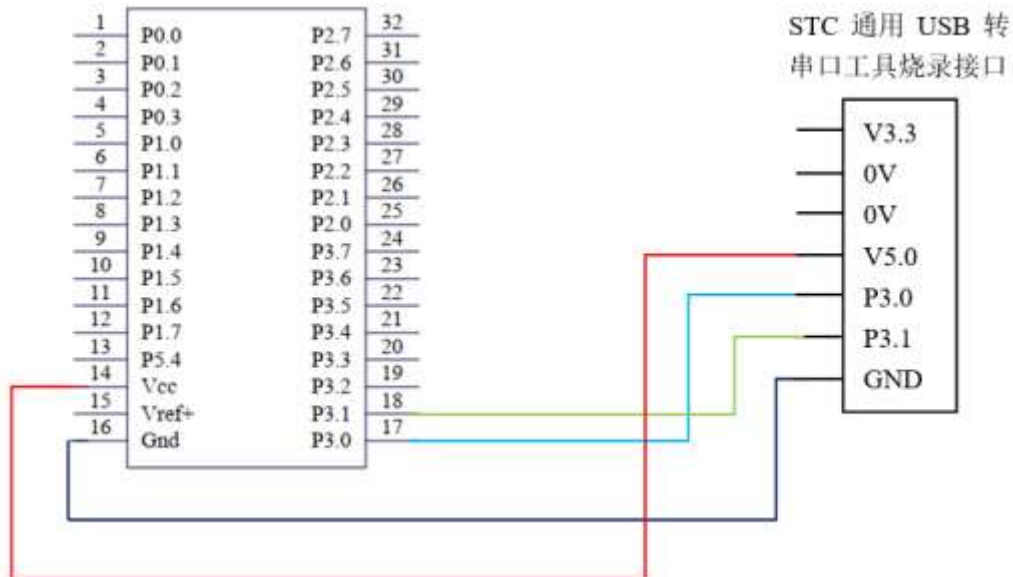 STC 通用 USB 转
串口工具烧录接口
1 P0.0 P2.7 32
2 P0.1 P2.6 31
3 P0.2 P2.5 30
4 P0.3 P2.4 29
5 P1.0 P2.3 28
6 P1.1 P2.2 27
7 P1.2 P2.1 26
8 P1.3 P2.0 25
9 P1.4 P3.7 24
10 P1.5 P3.6 23
11 P1.6 P3.5 22
12 P1.7 P3.4 21
13 P5.4 P3.3 20
14 Vcc P3.2 19
15 Vref+ P3.1 18
16 Gnd P3.0 17
V3.3
0V
0V
V5.0
P3.0
P3.1
GND